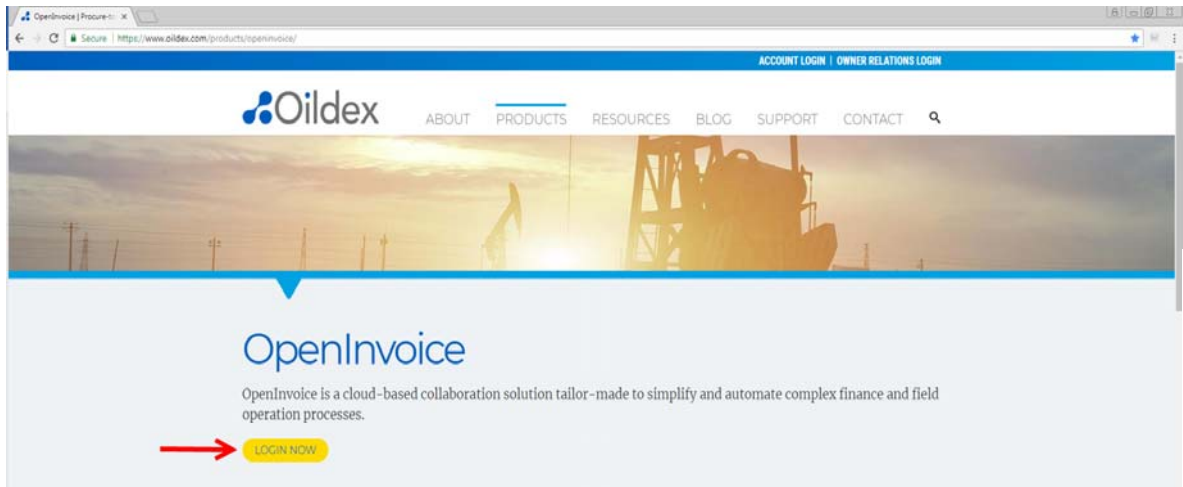 OpenInvoice | Procure-to
Secure | https://www.oildex.com/products/openinvoice/
ACCOUNT LOGIN | OWNER RELATIONS LOGIN
Oildex
ABOUT PRODUCTS RESOURCES BLOG SUPPORT CONTACT
OpenInvoice
OpenInvoice is a cloud-based collaboration solution tailor-made to simplify and automate complex finance and field
operation processes.
LOGIN NOW